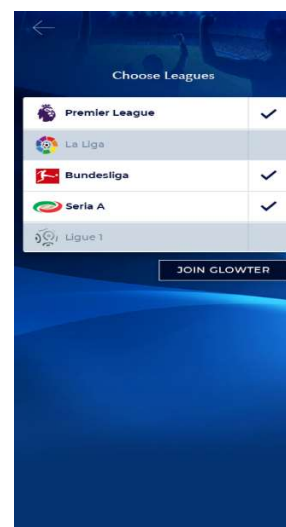 Choose Leagues
Premier League
La Liga
Bundesliga
Seria A
Ligue 1
JOIN GLOWTER